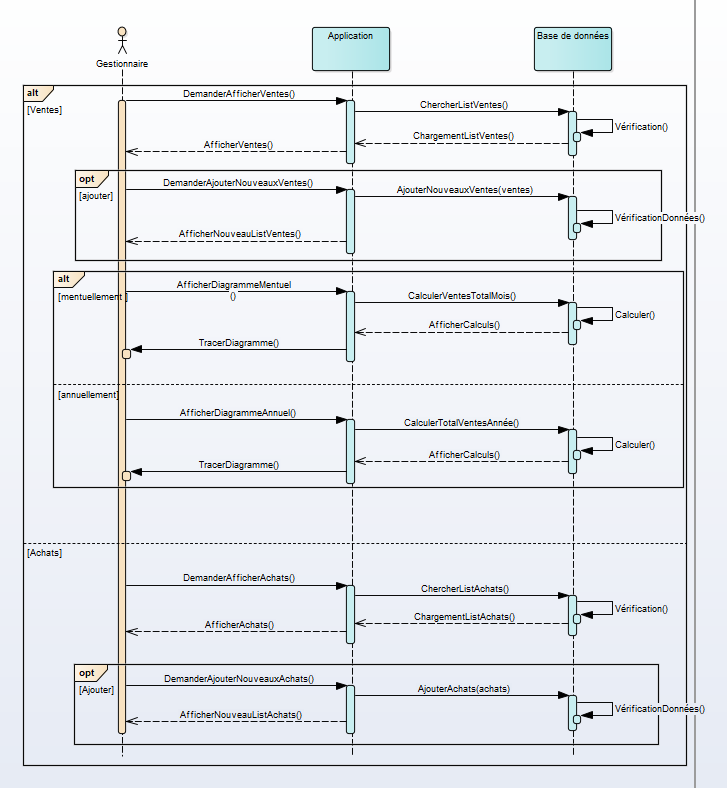 Application
Base de données
Gestionnaire
alt
[Ventes]
DemanderAfficherVentes()
ChercherListVentes()
Vérification()
ChargementListVentes()
AfficherVentes()
opt
[ajouter]
DemanderAjouterNouveauxVentes()
AjouterNouveauxVentes(ventes)
VérificationDonnées()
AfficherNouveauListVentes()
alt
[mentuellement ]
AfficherDiagrammeMentuel
()
CalculerVentesTotalMois()
Calculer()
AfficherCalculs()
TracerDiagramme()
[annuellement]
AfficherDiagrammeAnnuel()
CalculerTotalVentesAnnée()
Calculer()
AfficherCalculs()
TracerDiagramme()
[Achats]
DemanderAfficherAchats()
ChercherListAchats()
Vérification()
ChargementListAchats()
AfficherAchats()
opt
[Ajouter]
DemanderAjouterNouveauxAchats()
AjouterAchats(achats)
VérificationDonnées()
AfficherNouveauListAchats()